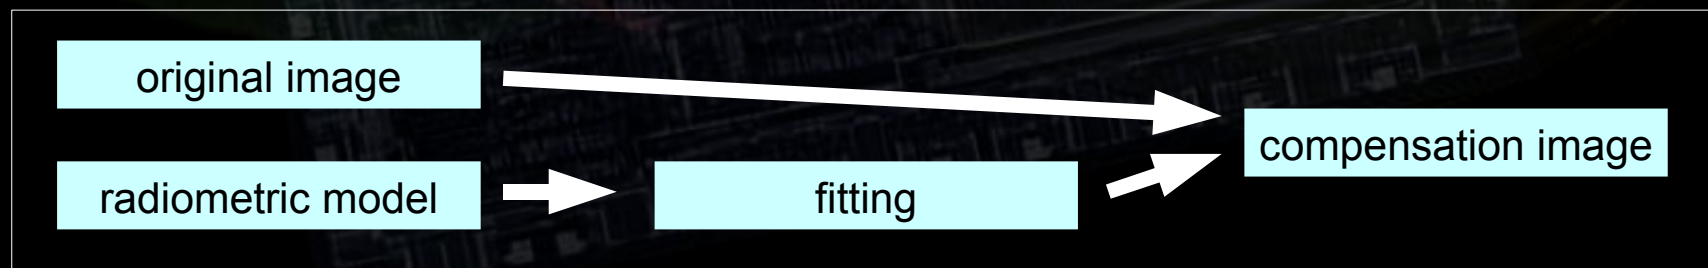 original image
compensation image
radiometric model
fitting